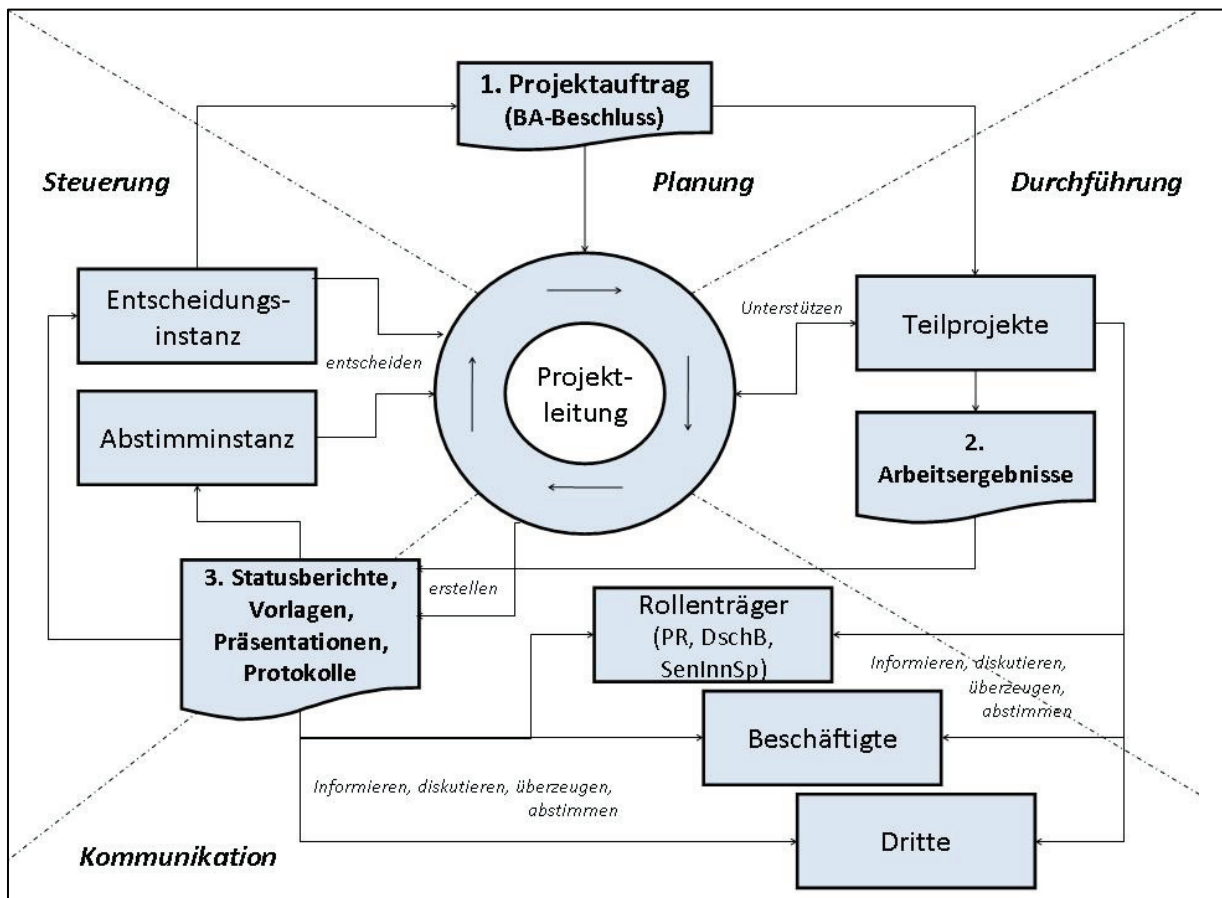 1. Projektauftrag
(BA-Beschluss)
Steuerung
Planung
Durchführung
Entscheidungs-
instanz
entscheiden
Unterstützen
Teilprojekte
Projekt-
leitung
Abstimminstanz
2.
Arbeitsergebnisse
3. Statusberichte,
Vorlagen,
Präsentationen,
Protokolle
erstellen
Rollenträger
(PR, DschB,
SenInnSp)
Informieren, diskutieren,
überzeugen,
abstimmen
Beschäftigte
Informieren, diskutieren, überzeugen,
abstimmen
Dritte
Kommunikation